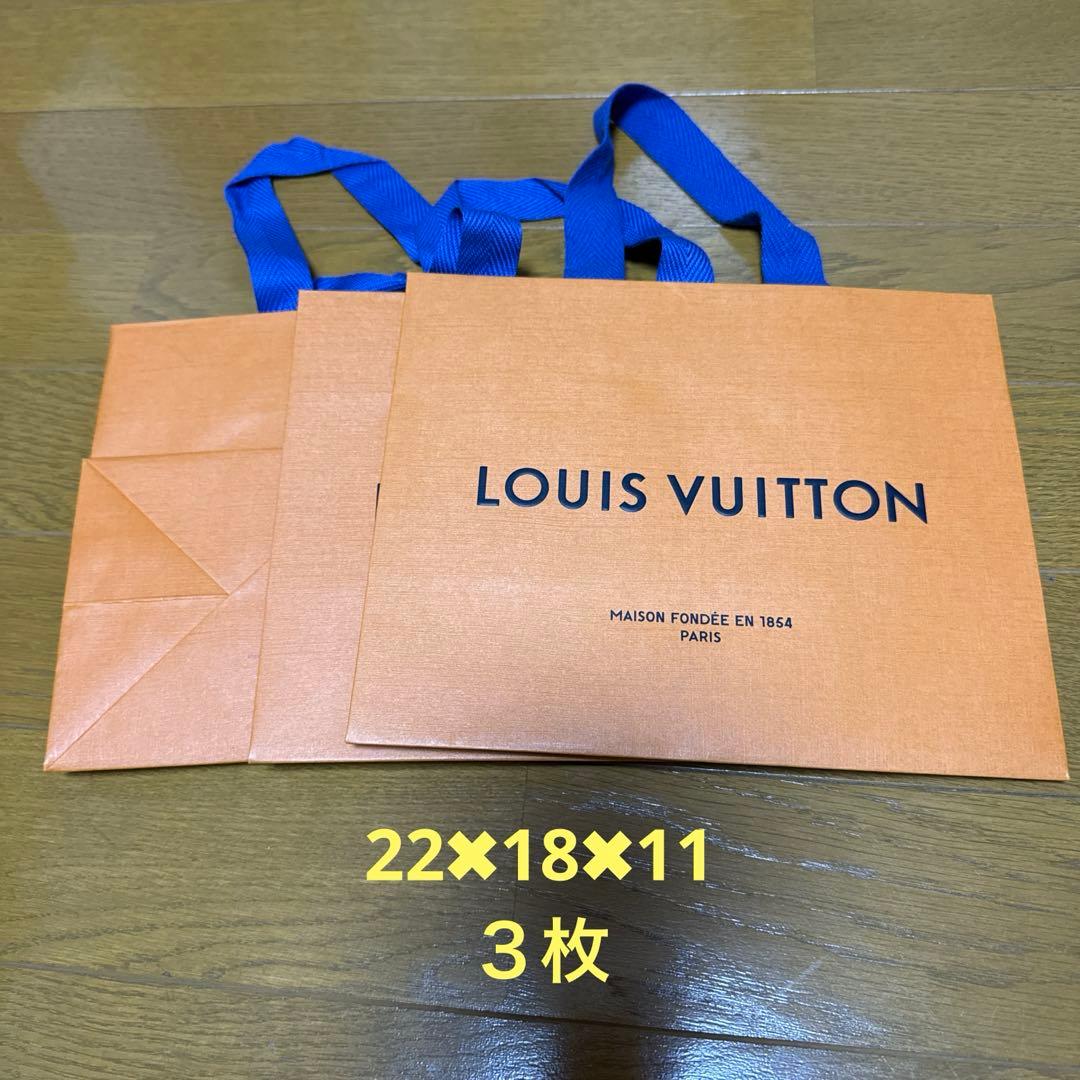 LOUIS VUITTON
MAISON FONDÉE EN 1854
PARIS
22✖18✖11
３枚